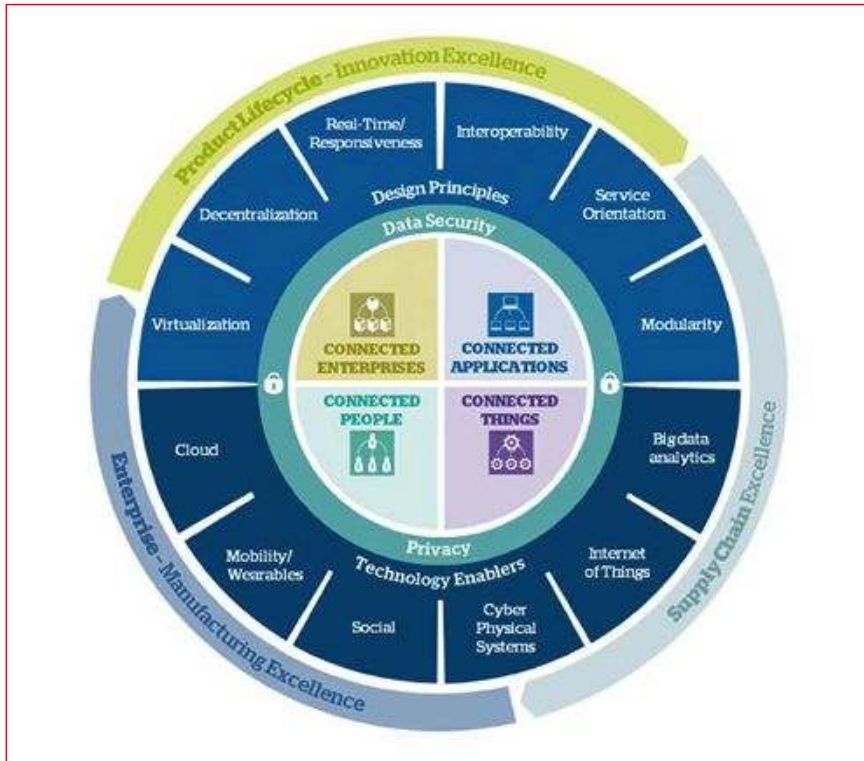 Product Lifecycle - Innovation Excellence
Supply Chain Excellence
Enterprise - Manufacturing Excellence
Design Principles
Virtualization
Decentralization
Real-Time/
Responsiveness
Interoperability
Service
Orientation
Modularity
Data Security
CONNECTED
ENTERPRISES
CONNECTED
APPLICATIONS
CONNECTED
PEOPLE
CONNECTED
THINGS
Privacy
Technology Enablers
Cloud
Mobility/
Wearables
Social
Cyber
Physical
Systems
Internet
of Things
Bigdata
analytics